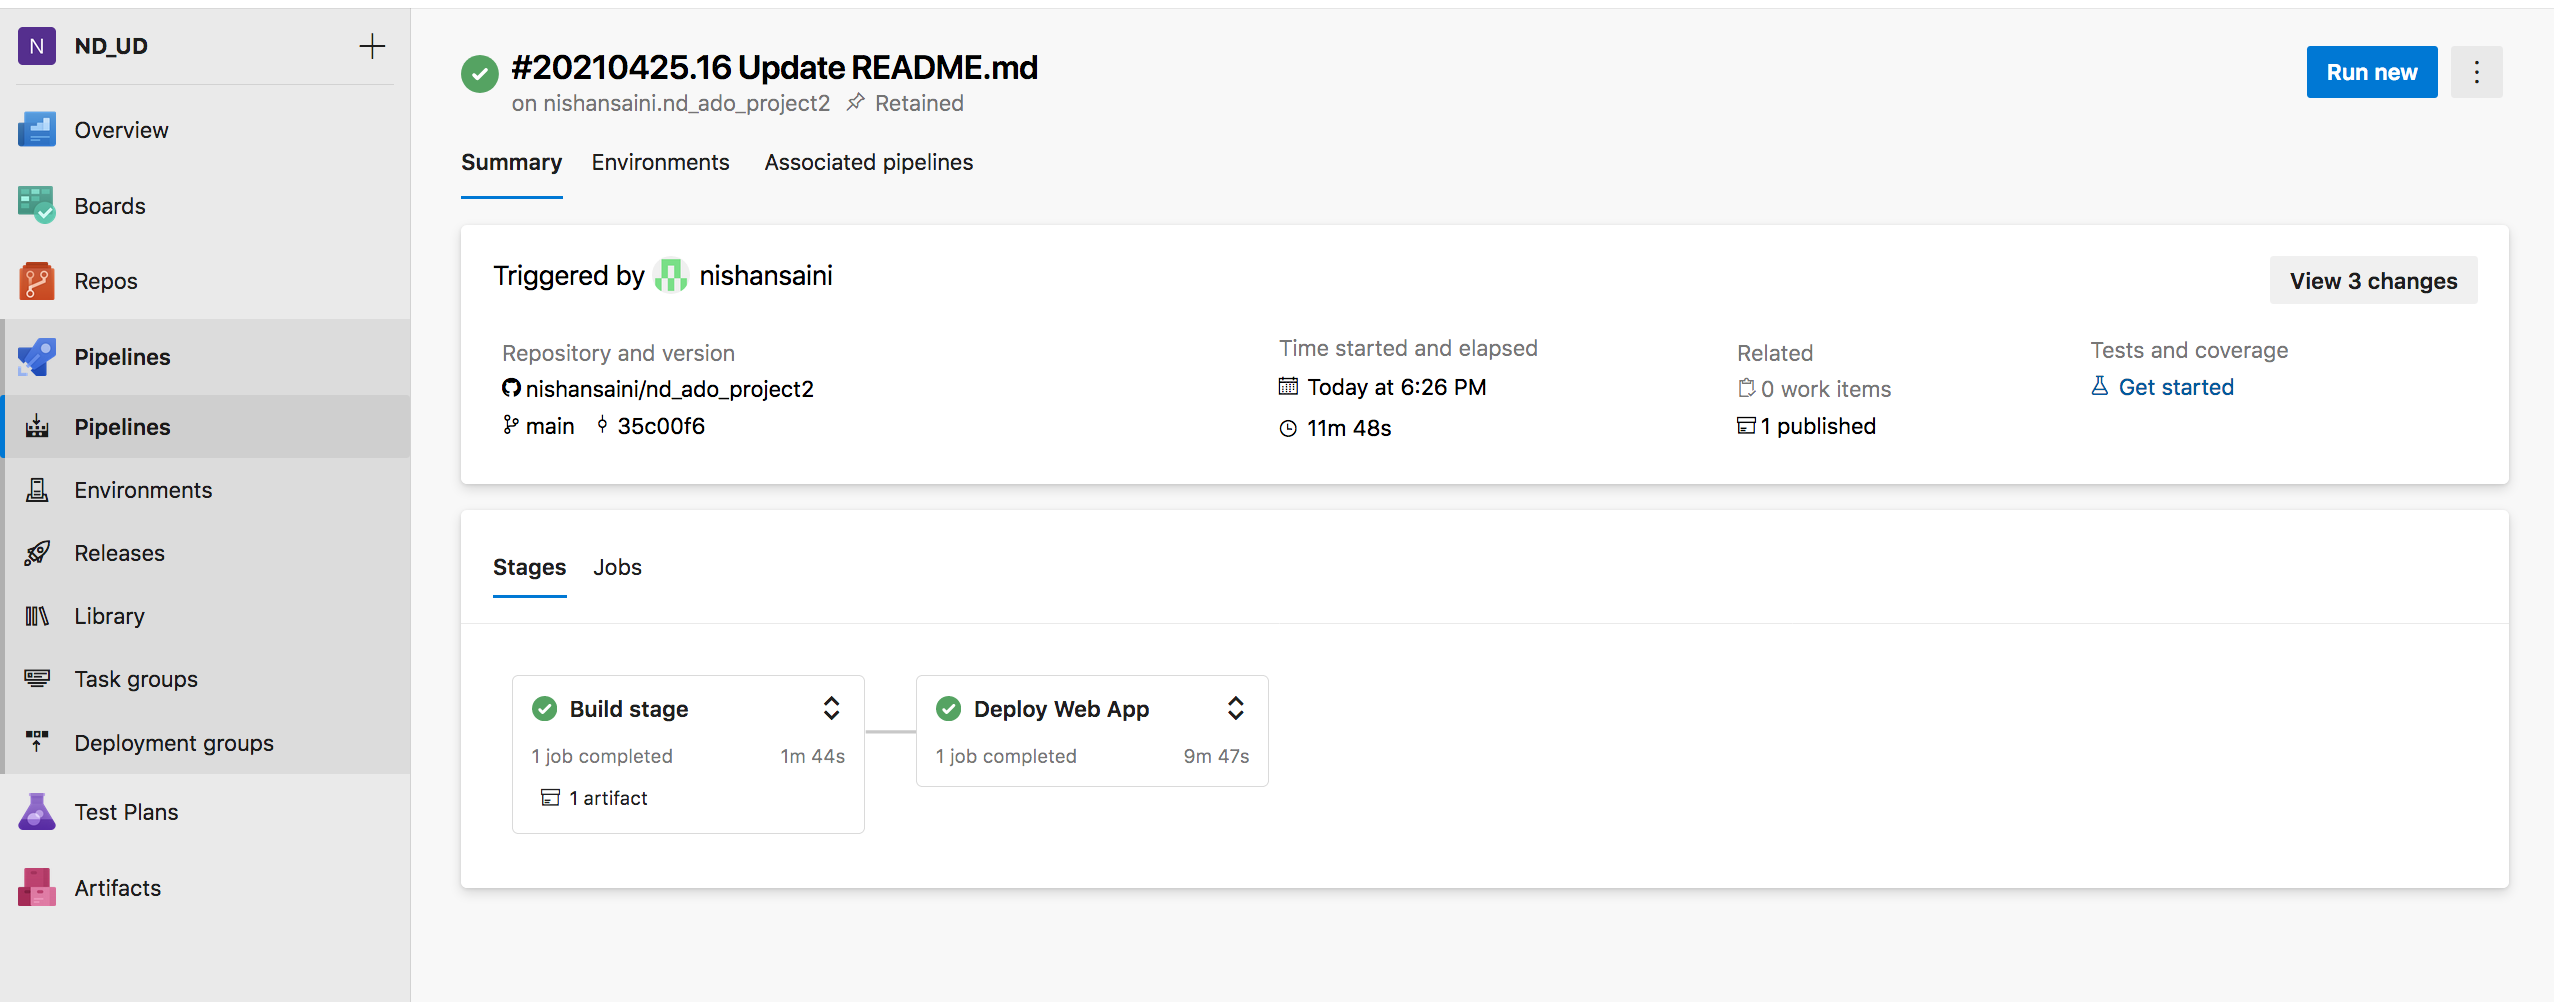 N ND_UD
Overview
Boards
Repos
Pipelines
Pipelines
Environments
Releases
Library
Task groups
Deployment groups
Test Plans
Artifacts
#20210425.16 Update README.md
on nishansaini.nd_ado_project2 Retained
Run new
Summary Environments Associated pipelines
Triggered by nishansaini
View 3 changes
Repository and version
nishansaini/nd_ado_project2
main 35c00f6
Time started and elapsed
Today at 6:26 PM
11m 48s
Related
0 work items
1 published
Tests and coverage
Get started
Stages Jobs
Build stage
1 job completed 1m 44s
1 artifact
Deploy Web App
1 job completed 9m 47s